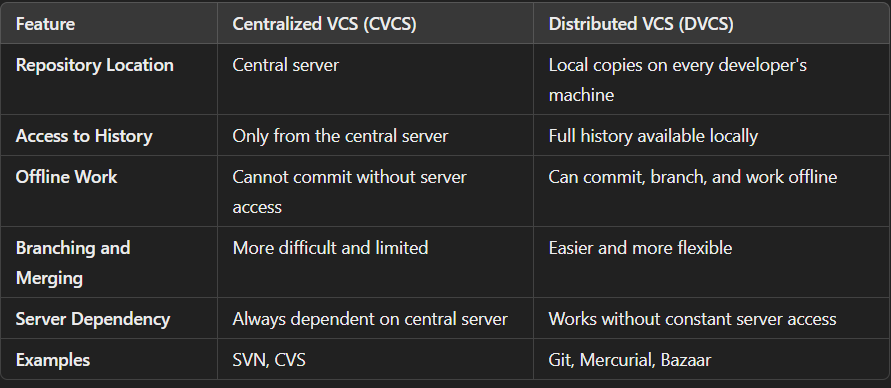 Feature Centralized VCS (CVCS) Distributed VCS (DVCS)
Repository Location Central server Local copies on every developer's
machine
Access to History Only from the central server Full history available locally
Offline Work Cannot commit without server Can commit, branch, and work offline
access
Branching and More difficult and limited Easier and more flexible
Merging
Server Dependency Always dependent on central server Works without constant server access
Examples SVN, CVS Git, Mercurial, Bazaar